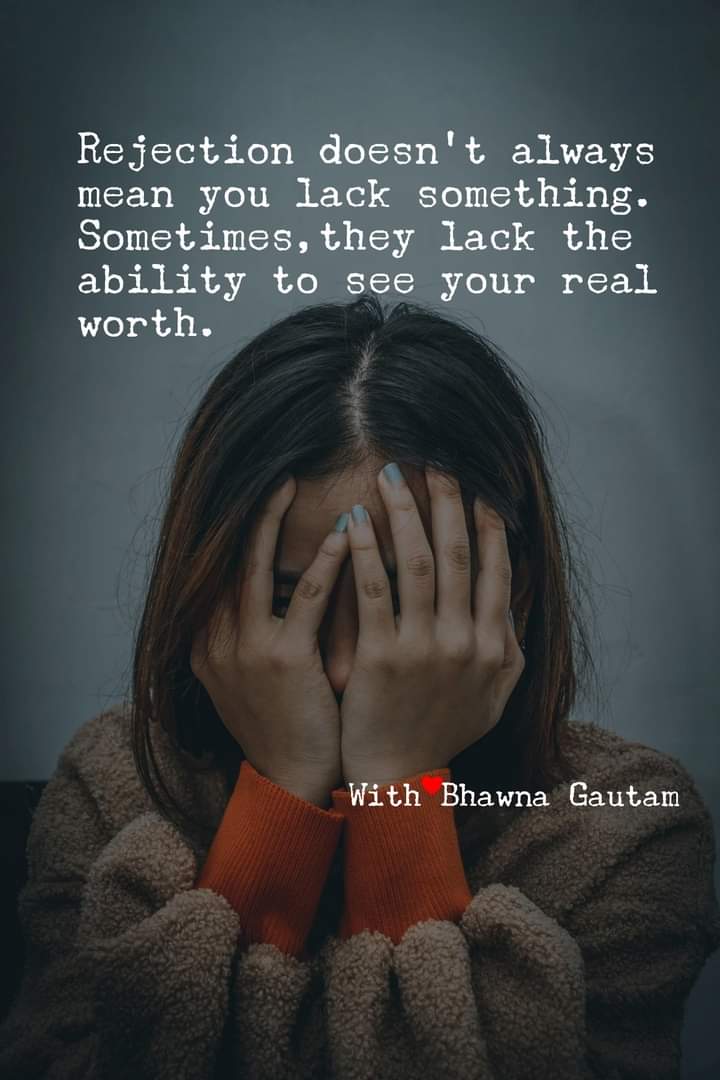 Rejection doesn't always
mean you lack something.
Sometimes,they lack the
ability to see your real
worth.
With❤Bhawna Gautam